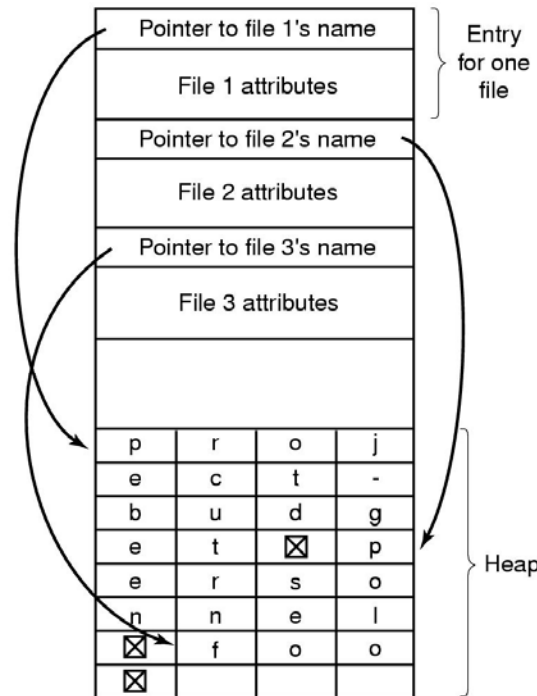 Pointer to file 1's name
File 1 attributes
Pointer to file 2's name
File 2 attributes
Pointer to file 3's name
File 3 attributes
Entry
for one
file
p r o j
e c t -
b u d g
e t ☒ p
e r s o
n n e l
☒ f o o
☒
Heap